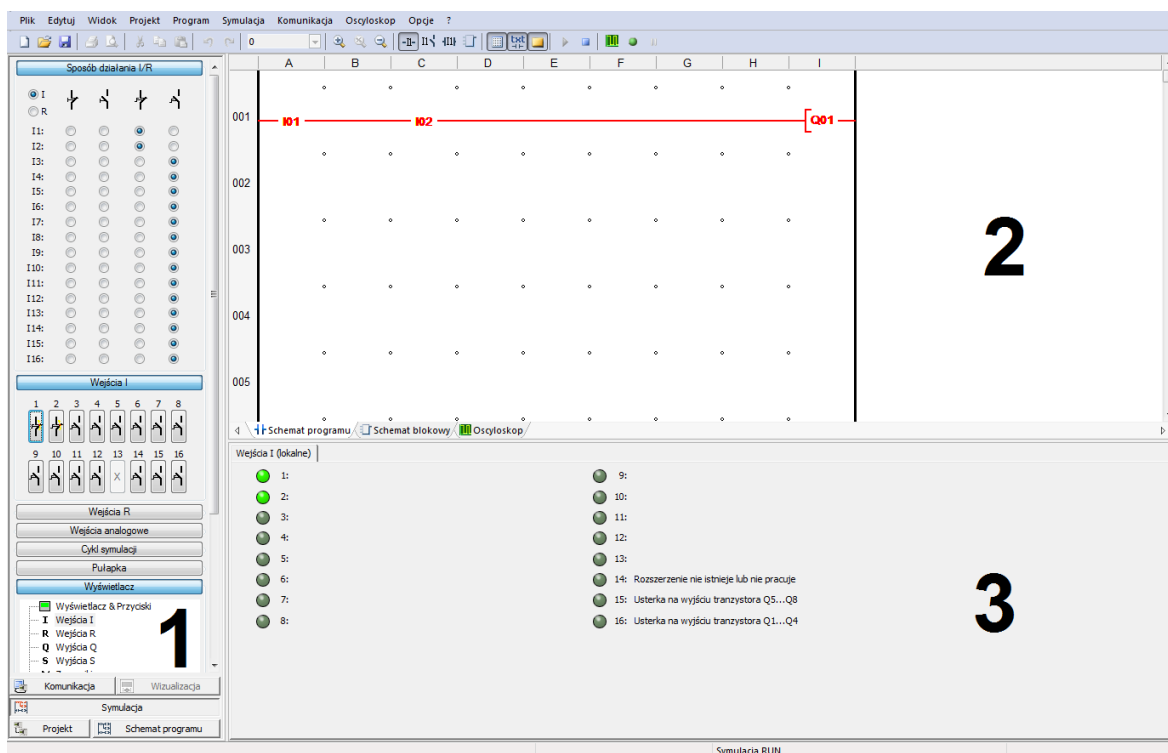 Plik Edytuj Widok Projekt Program Symulacja Komunikacja Oscyloskop Opcje ?
0
txt
Sposób działania I/R
I
R
I1:
I2:
I3:
I4:
I5:
I6:
I7:
I8:
I9:
I10:
I11:
I12:
I13:
I14:
I15:
I16:
Wejścia I
1 2 3 4 5 6 7 8
9 10 11 12 13 14 15 16
X
Wejścia R
Wejścia analogowe
Cykl symulacji
Pułapka
Wyświetlacz
Wyświetlacz & Przyciski
I Wejścia I
R Wejścia R
Q Wyjścia Q
S Wyjścia S
1
Komunikacja Wizualizacja
Symulacja
Projekt Schemat programu
A B C D E F G H I
001 I01 I02 Q01
002
003
004
005
2
Schemat programu Schemat blokowy Oscyloskop
Wejścia I (lokalne)
1:
2:
3:
4:
5:
6:
7:
8:
9:
10:
11:
12:
13:
14: Rozszerzenie nie istnieje lub nie pracuje
15: Usterka na wyjściu tranzystora Q5...Q8
16: Usterka na wyjściu tranzystora Q1...Q4
3
Symulacja RUN